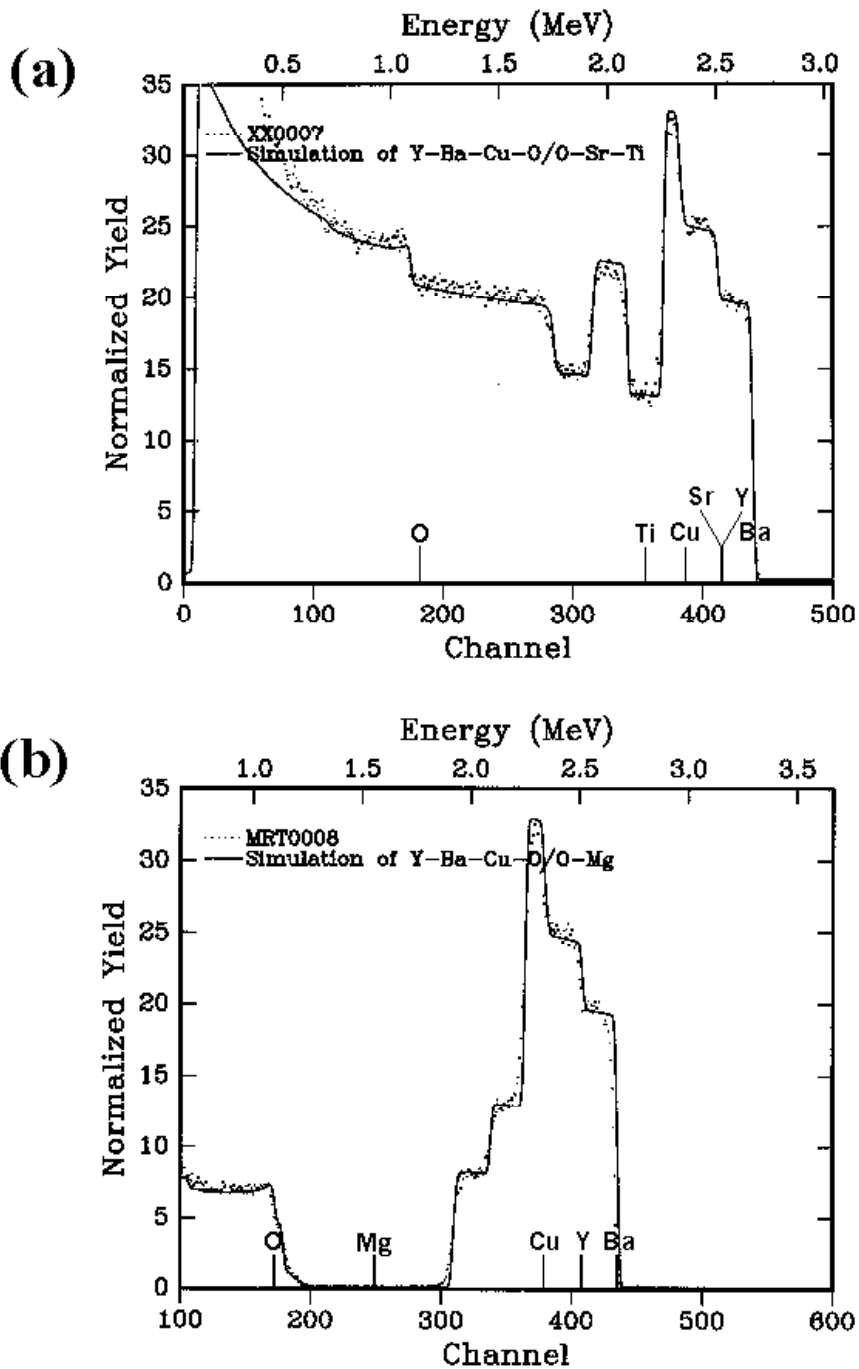 (a)
Energy (MeV)
0.5 1.0 1.5 2.0 2.5 3.0
35
30
25
20
15
10
5
0
Normalized Yield
XX0007
Simulation of Y-Ba-Cu-O/O-Sr-Ti
O Ti Cu Sr Y Ba
0 100 200 300 400 500
Channel
(b)
Energy (MeV)
1.0 1.5 2.0 2.5 3.0 3.5
35
30
25
20
15
10
5
0
Normalized Yield
MRT0008
Simulation of Y-Ba-Cu-O/O-Mg
O Mg Cu Y Ba
100 200 300 400 500 600
Channel